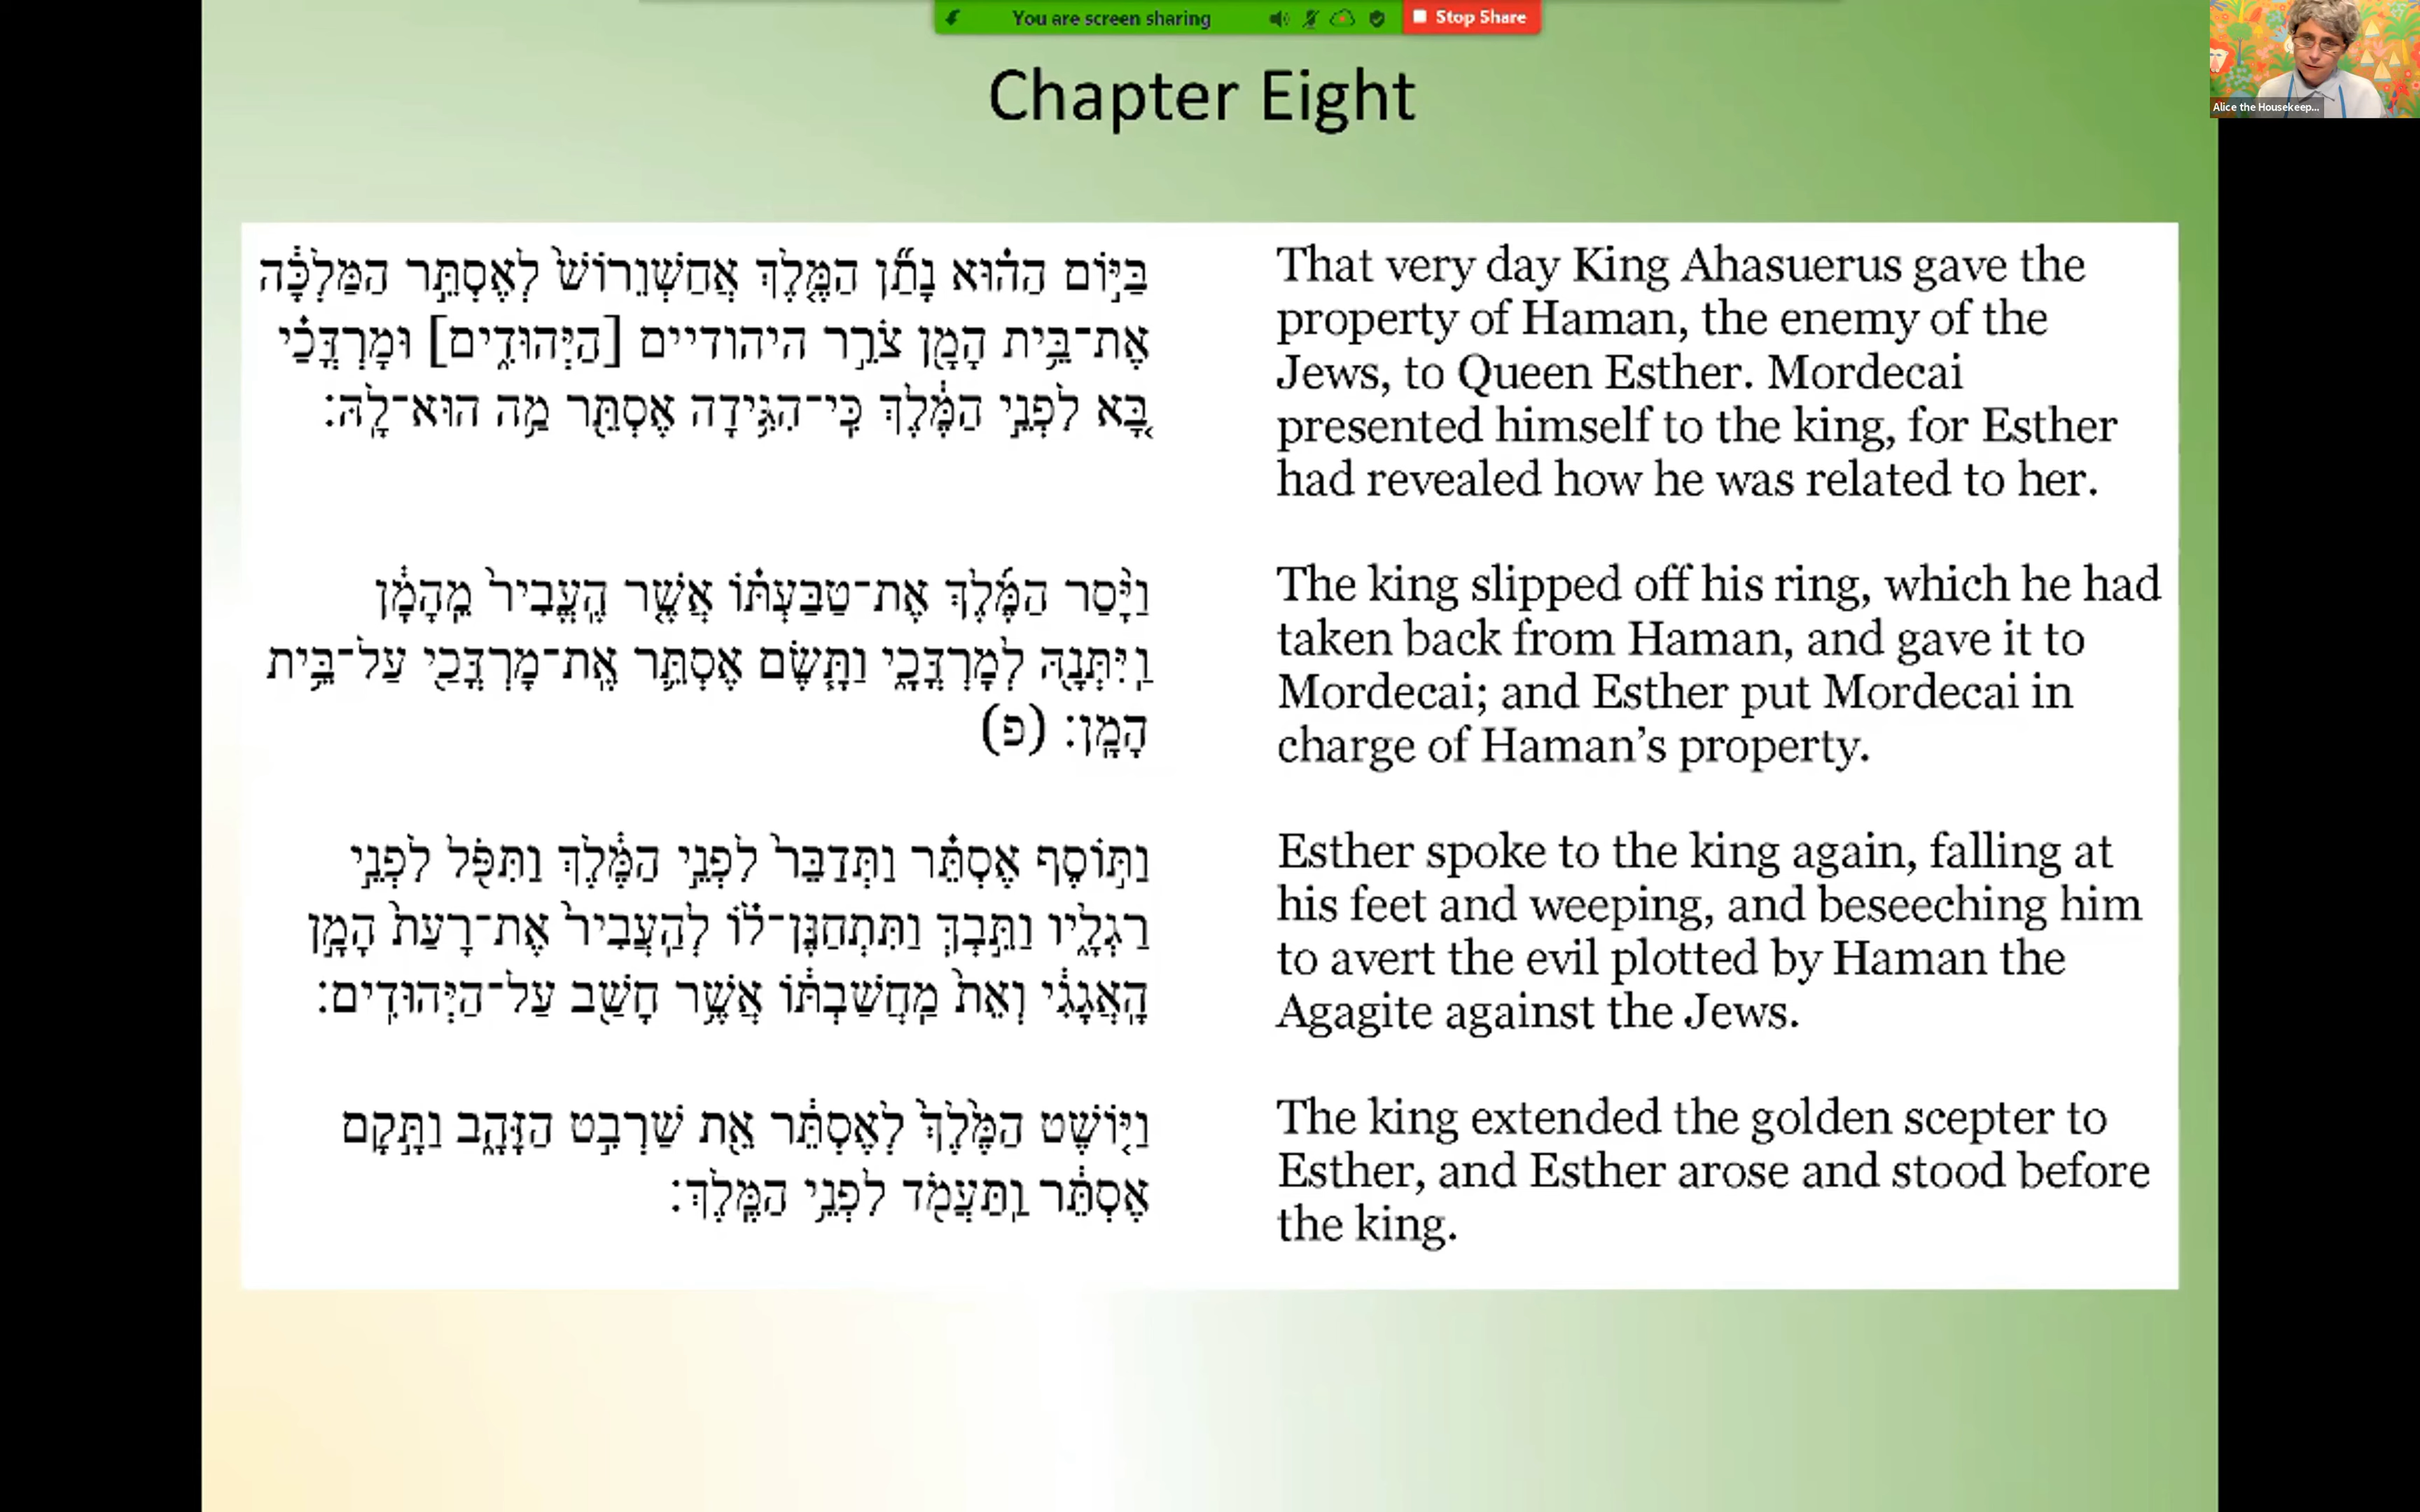 You are screen sharing
Stop Share
Alice the Housekeep...
Chapter Eight
בַּיּ֣וֹם הַה֗וּא נָתַ֞ן הַמֶּ֤לֶךְ אֲחַשְׁוֵרוֹשׁ֙ לְאֶסְתֵּ֣ר הַמַּלְכָּ֔ה
אֶת־בֵּ֥ית הָמָ֖ן צֹרֵ֣ר היהודיים [הַיְּהוּדִ֑ים] וּמָרְדֳּכַ֗י
בָּ֚א לִפְנֵ֣י הַמֶּ֔לֶךְ כִּֽי־הִגִּ֥ידָה אֶסְתֵּ֖ר מַ֥ה הוּא־לָֽהּ׃
That very day King Ahasuerus gave the
property of Haman, the enemy of the
Jews, to Queen Esther. Mordecai
presented himself to the king, for Esther
had revealed how he was related to her.
וַיָּ֨סַר הַמֶּ֜לֶךְ אֶת־טַבַּעְתּ֗וֹ אֲשֶׁ֤ר הֶֽעֱבִיר֙ מֵֽהָמָ֔ן
וַֽיִּתְּנָ֖הּ לְמָרְדֳּכָ֑י וַתָּ֧שֶׂם אֶסְתֵּ֛ר אֶֽת־מָרְדֳּכַ֖י עַל־בֵּ֥ית
הָמָֽן׃ (פ)
The king slipped off his ring, which he had
taken back from Haman, and gave it to
Mordecai; and Esther put Mordecai in
charge of Haman’s property.
וַתּ֣וֹסֶף אֶסְתֵּ֗ר וַתְּדַבֵּר֙ לִפְנֵ֣י הַמֶּ֔לֶךְ וַתִּפֹּ֖ל לִפְנֵ֣י
רַגְלָ֑יו וַתֵּ֣בְךְּ וַתִּתְחַנֶּן־ל֗וֹ לְהַֽעֲבִיר֙ אֶת־רָעַת֙ הָמָ֣ן
הָֽאֲגָגִ֔י וְאֵת֙ מַֽחֲשַׁבְתּ֔וֹ אֲשֶׁ֥ר חָשַׁ֖ב עַל־הַיְּהוּדִֽים׃
Esther spoke to the king again, falling at
his feet and weeping, and beseeching him
to avert the evil plotted by Haman the
Agagite against the Jews.
וַיּ֤וֹשֶׁט הַמֶּ֙לֶךְ֙ לְאֶסְתֵּ֔ר אֵ֖ת שַׁרְבִ֣ט הַזָּהָ֑ב וַתָּ֣קָם
אֶסְתֵּ֔ר וַֽתַּעֲמֹ֖ד לִפְנֵ֥י הַמֶּֽלֶךְ׃
The king extended the golden scepter to
Esther, and Esther arose and stood before
the king.